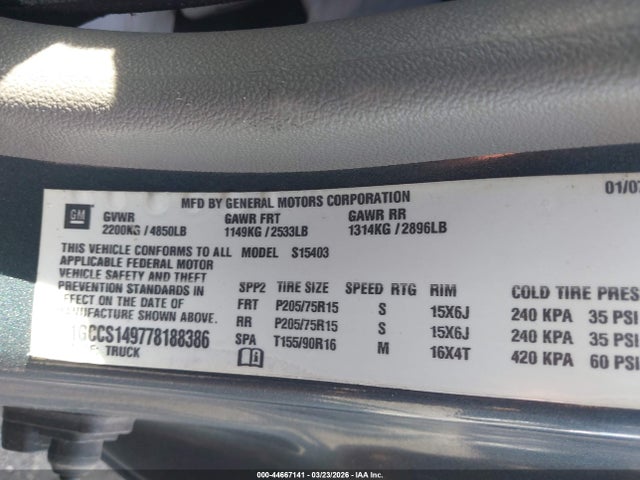 MFD BY GENERAL MOTORS CORPORATION 01/07
GM GVWR GAWR FRT GAWR RR
2200KG / 4850LB 1149KG / 2533LB 1314KG / 2896LB
THIS VEHICLE CONFORMS TO ALL MODEL S15403
APPLICABLE FEDERAL MOTOR
VEHICLE SAFETY AND THEFT
PREVENTION STANDARDS IN
EFFECT ON THE DATE OF
MANUFACTURE SHOWN ABOVE.
1GCCS149778188386
TRUCK
SPP2 TIRE SIZE SPEED RTG RIM COLD TIRE PRES
FRT P205/75R15 S 15X6J 240 KPA 35 PSI
RR P205/75R15 S 15X6J 240 KPA 35 PSI
SPA T155/90R16 M 16X4T 420 KPA 60 PSI
000-44667141 - 03/23/2026 - IAA Inc.